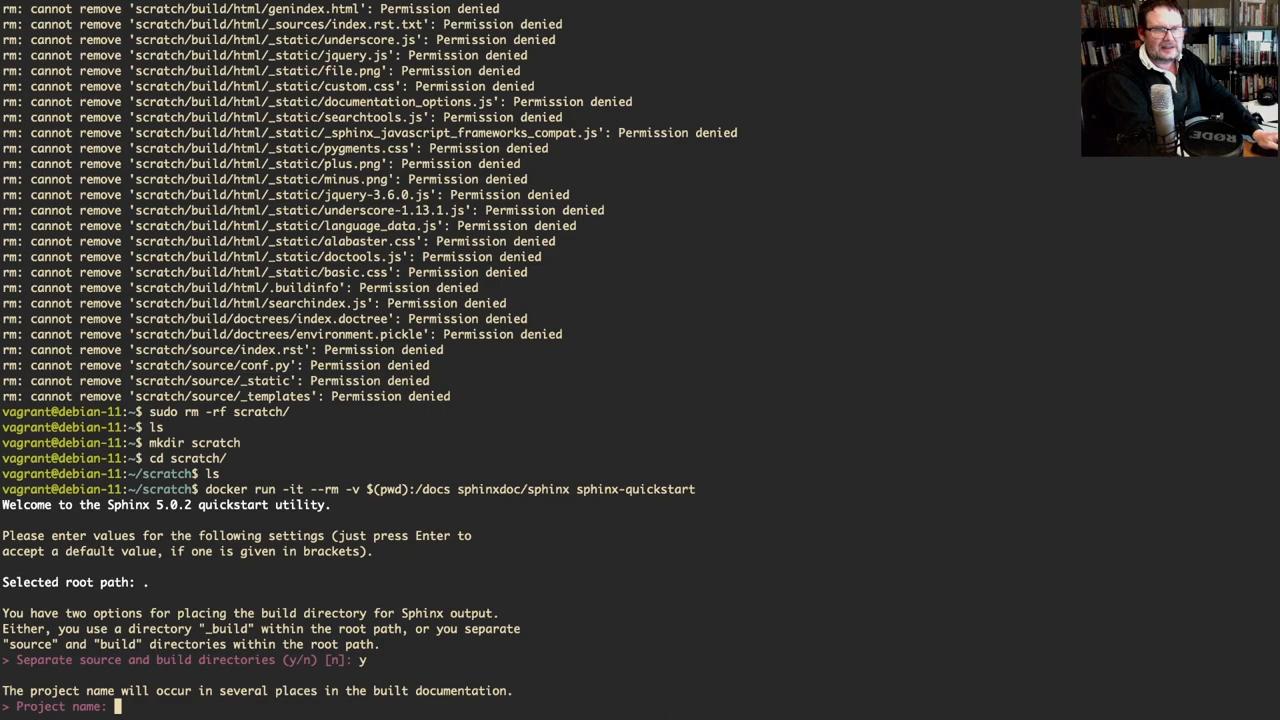 rm: cannot remove 'scratch/build/html/genindex.html': Permission denied
rm: cannot remove 'scratch/build/html/_sources/index.rst.txt': Permission denied
rm: cannot remove 'scratch/build/html/_static/underscore.js': Permission denied
rm: cannot remove 'scratch/build/html/_static/jquery.js': Permission denied
rm: cannot remove 'scratch/build/html/_static/file.png': Permission denied
rm: cannot remove 'scratch/build/html/_static/custom.css': Permission denied
rm: cannot remove 'scratch/build/html/_static/documentation_options.js': Permission denied
rm: cannot remove 'scratch/build/html/_static/searchtools.js': Permission denied
rm: cannot remove 'scratch/build/html/_static/_sphinx_javascript_frameworks_compat.js': Permission denied
rm: cannot remove 'scratch/build/html/_static/pygments.css': Permission denied
rm: cannot remove 'scratch/build/html/_static/plus.png': Permission denied
rm: cannot remove 'scratch/build/html/_static/minus.png': Permission denied
rm: cannot remove 'scratch/build/html/_static/jquery-3.6.0.js': Permission denied
rm: cannot remove 'scratch/build/html/_static/underscore-1.13.1.js': Permission denied
rm: cannot remove 'scratch/build/html/_static/language_data.js': Permission denied
rm: cannot remove 'scratch/build/html/_static/alabaster.css': Permission denied
rm: cannot remove 'scratch/build/html/_static/doctools.js': Permission denied
rm: cannot remove 'scratch/build/html/_static/basic.css': Permission denied
rm: cannot remove 'scratch/build/html/.buildinfo': Permission denied
rm: cannot remove 'scratch/build/html/searchindex.js': Permission denied
rm: cannot remove 'scratch/build/doctrees/index.doctree': Permission denied
rm: cannot remove 'scratch/build/doctrees/environment.pickle': Permission denied
rm: cannot remove 'scratch/source/index.rst': Permission denied
rm: cannot remove 'scratch/source/conf.py': Permission denied
rm: cannot remove 'scratch/source/_static': Permission denied
rm: cannot remove 'scratch/source/_templates': Permission denied
vagrant@debian-11:~$ sudo rm -rf scratch/
vagrant@debian-11:~$ ls
vagrant@debian-11:~$ mkdir scratch
vagrant@debian-11:~$ cd scratch/
vagrant@debian-11:~/scratch$ ls
vagrant@debian-11:~/scratch$ docker run -it --rm -v $(pwd):/docs sphinxdoc/sphinx sphinx-quickstart
Welcome to the Sphinx 5.0.2 quickstart utility.
Please enter values for the following settings (just press Enter to
accept a default value, if one is given in brackets).
Selected root path: .
You have two options for placing the build directory for Sphinx output.
Either, you use a directory "_build" within the root path, or you separate
"source" and "build" directories within the root path.
> Separate source and build directories (y/n) [n]: y
The project name will occur in several places in the built documentation.
> Project name:
RØDE